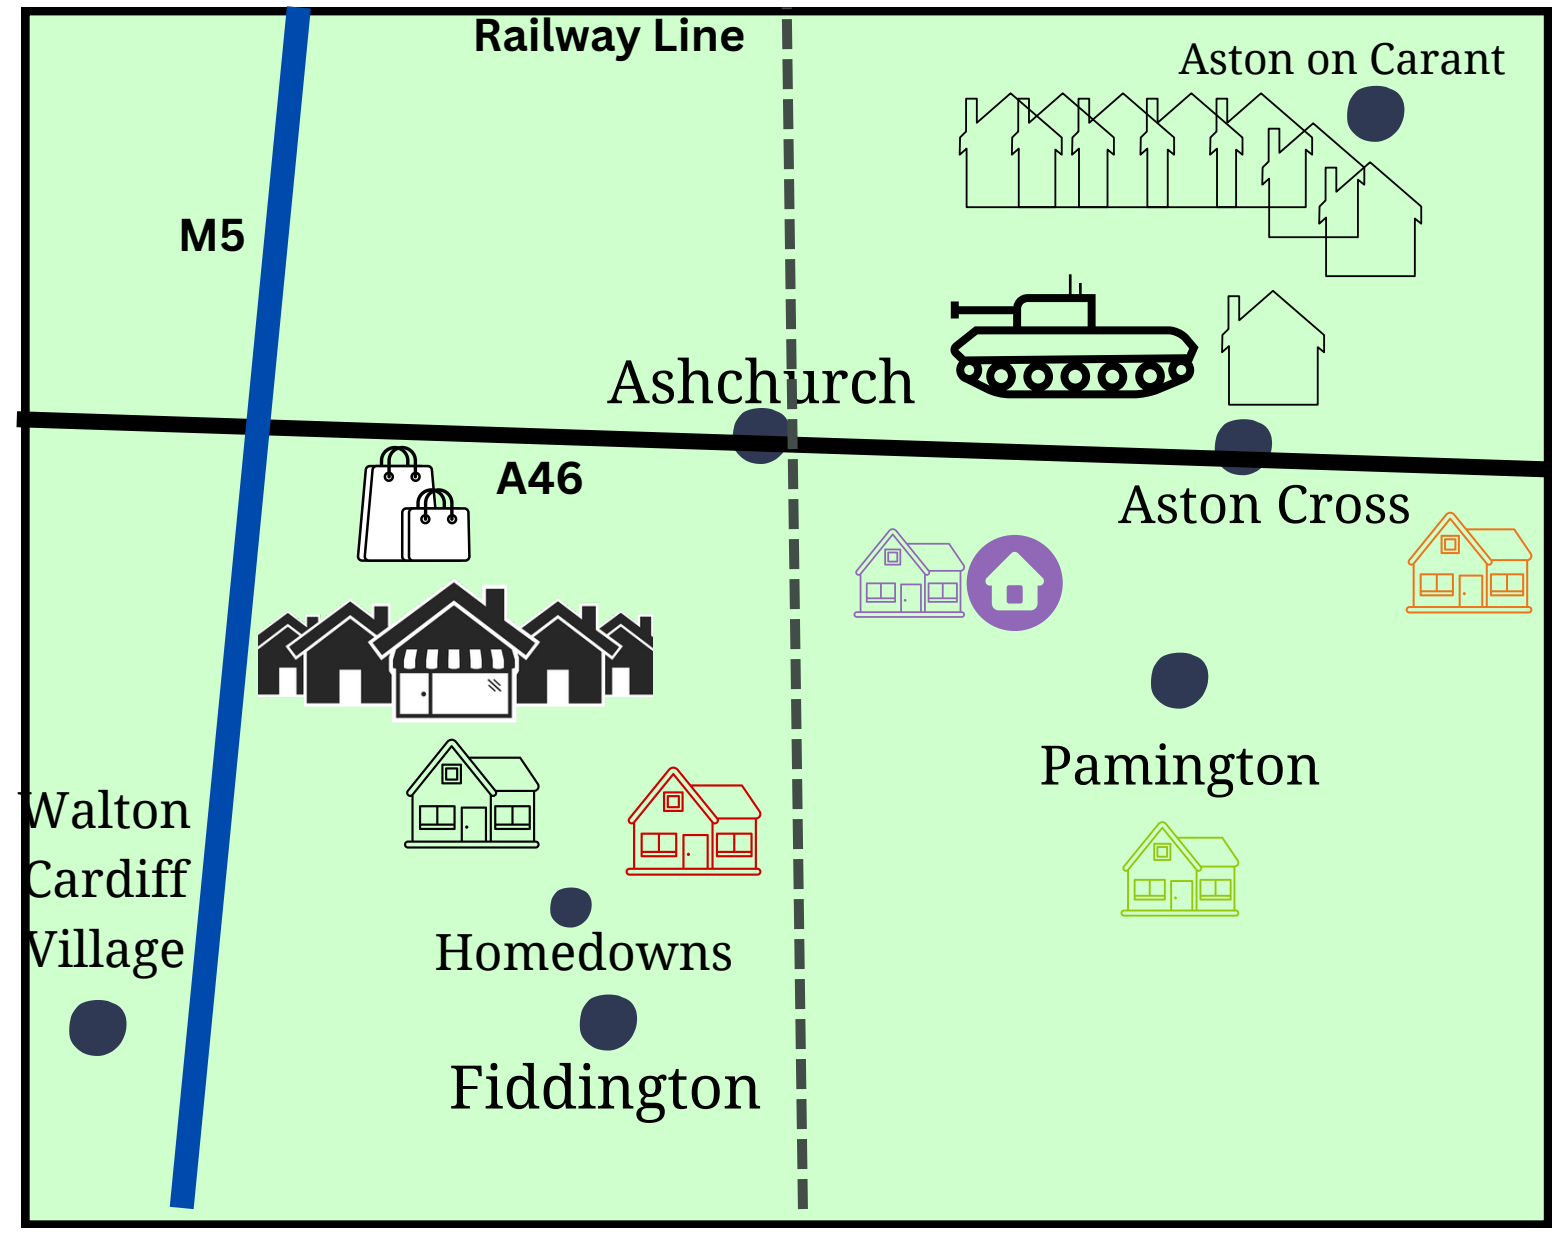 Railway Line
Aston on Carant
M5
Ashchurch
A46
Aston Cross
Pamington
Walton
Cardiff
Village
Homedowns
Fiddington